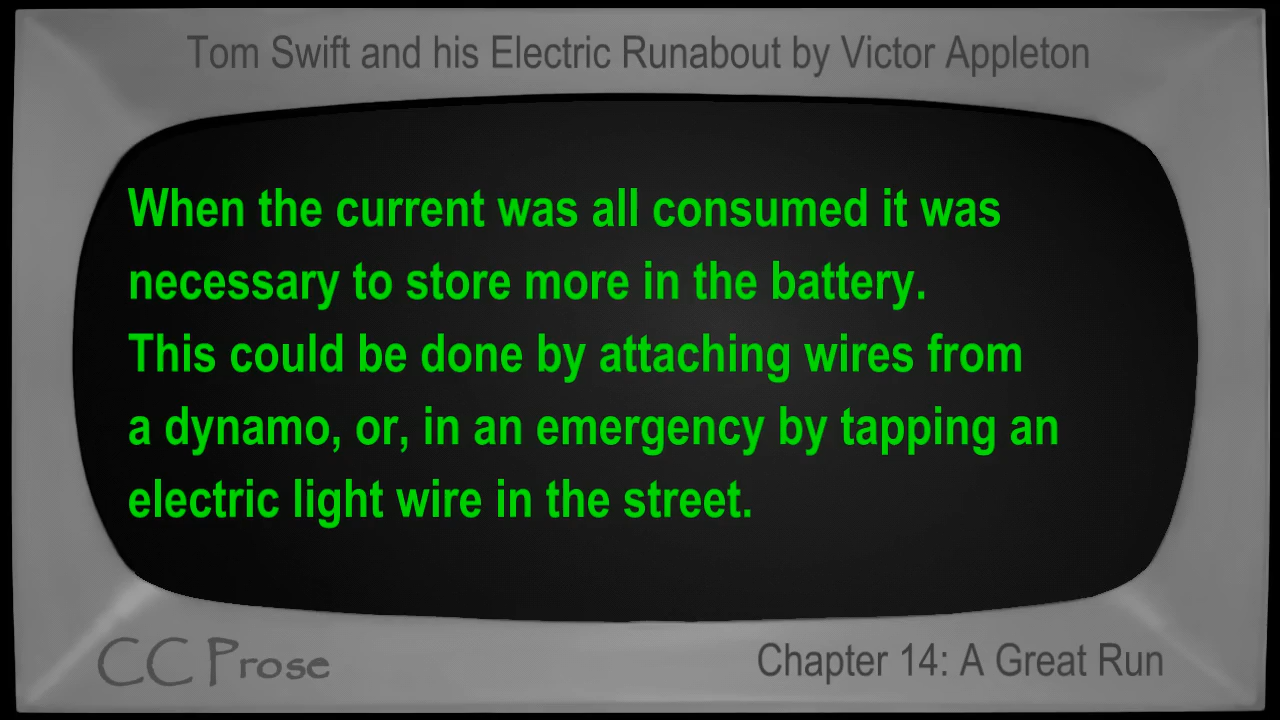 Tom Swift and his Electric Runabout by Victor Appleton
When the current was all consumed it was
necessary to store more in the battery.
This could be done by attaching wires from
a dynamo, or, in an emergency by tapping an
electric light wire in the street.
CC Prose
Chapter 14: A Great Run